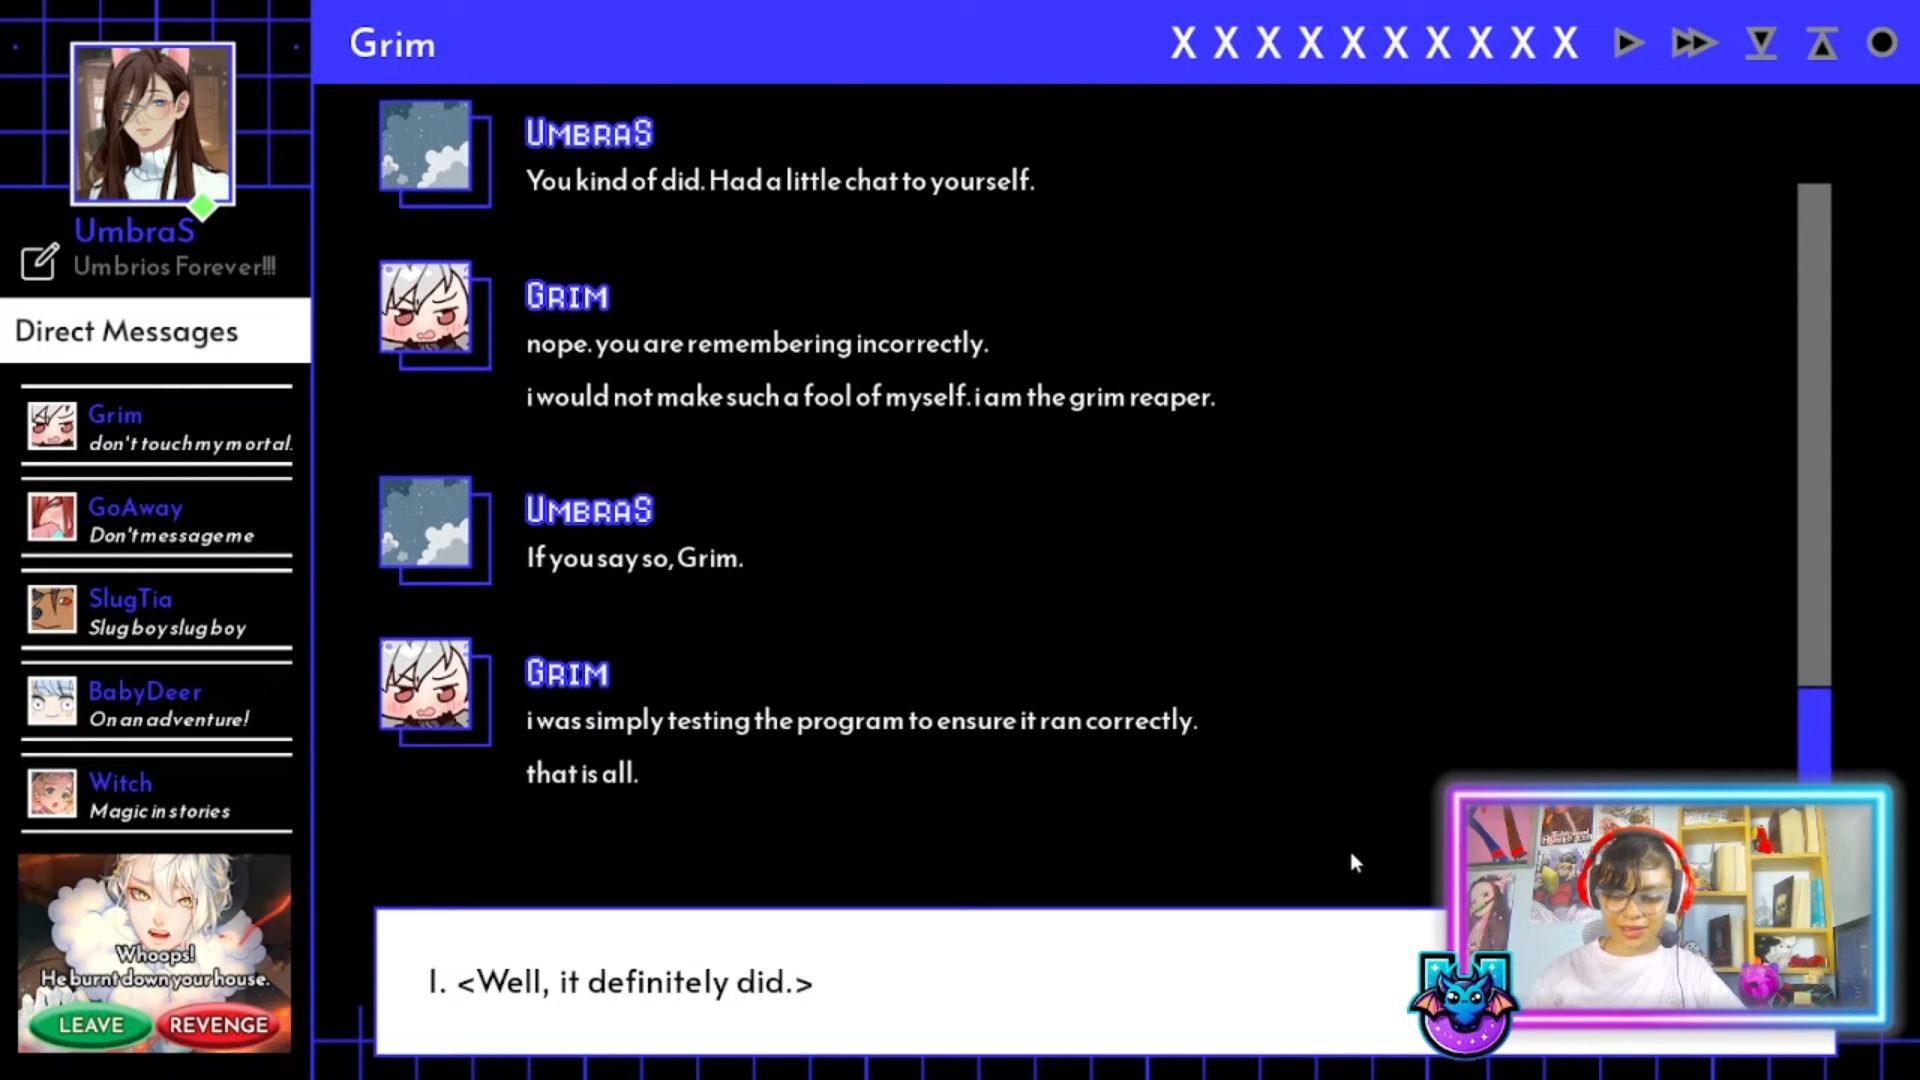 Grim
X X X X X X X X X X
UmbraS
Umbrios Forever!!!
Direct Messages
Grim
don't touch my mortal.
GoAway
Don't message me
SlugTia
Slug boy slug boy
BabyDeer
On an adventure!
Witch
Magic in stories
Whoops!
He burnt down your house.
LEAVE REVENGE
UmbraS
You kind of did. Had a little chat to yourself.
Grim
nope. you are remembering incorrectly.
i would not make such a fool of myself. i am the grim reaper.
UmbraS
If you say so, Grim.
Grim
i was simply testing the program to ensure it ran correctly.
that is all.
1. <Well, it definitely did.>